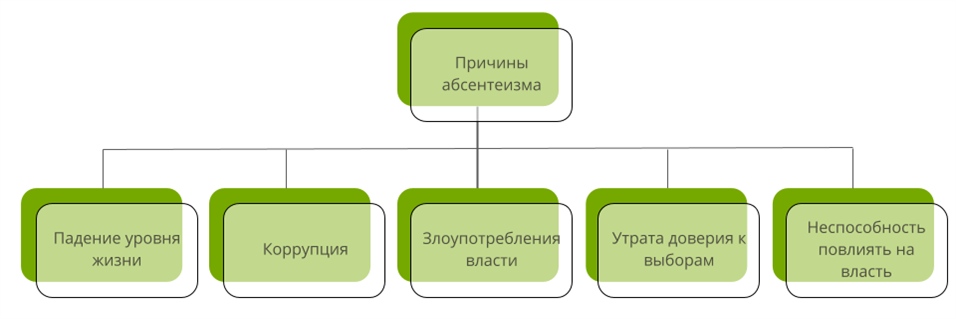 Причины
абсентеизма
Падение уровня
жизни
Коррупция
Злоупотребления
власти
Утрата доверия к
выборам
Неспособность
повлиять на
власть